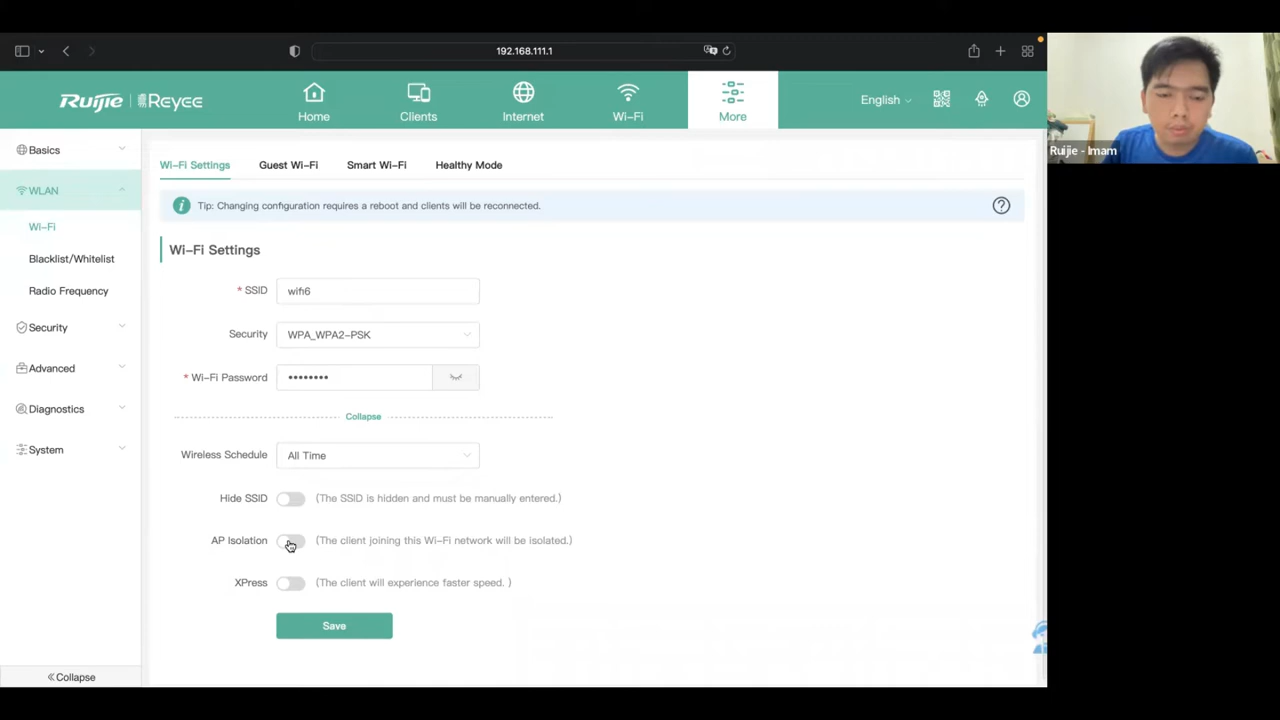 192.168.111.1
Ruijie | Reyee
Home
Clients
Internet
Wi-Fi
More
English
Ruijie - Imam
Basics
WLAN
Wi-Fi
Blacklist/Whitelist
Radio Frequency
Security
Advanced
Diagnostics
System
Collapse
Wi-Fi Settings
Guest Wi-Fi
Smart Wi-Fi
Healthy Mode
Tip: Changing configuration requires a reboot and clients will be reconnected.
Wi-Fi Settings
* SSID
wifi6
Security
WPA_WPA2-PSK
* Wi-Fi Password
••••••••
Collapse
Wireless Schedule
All Time
Hide SSID
(The SSID is hidden and must be manually entered.)
AP Isolation
(The client joining this Wi-Fi network will be isolated.)
XPress
(The client will experience faster speed. )
Save